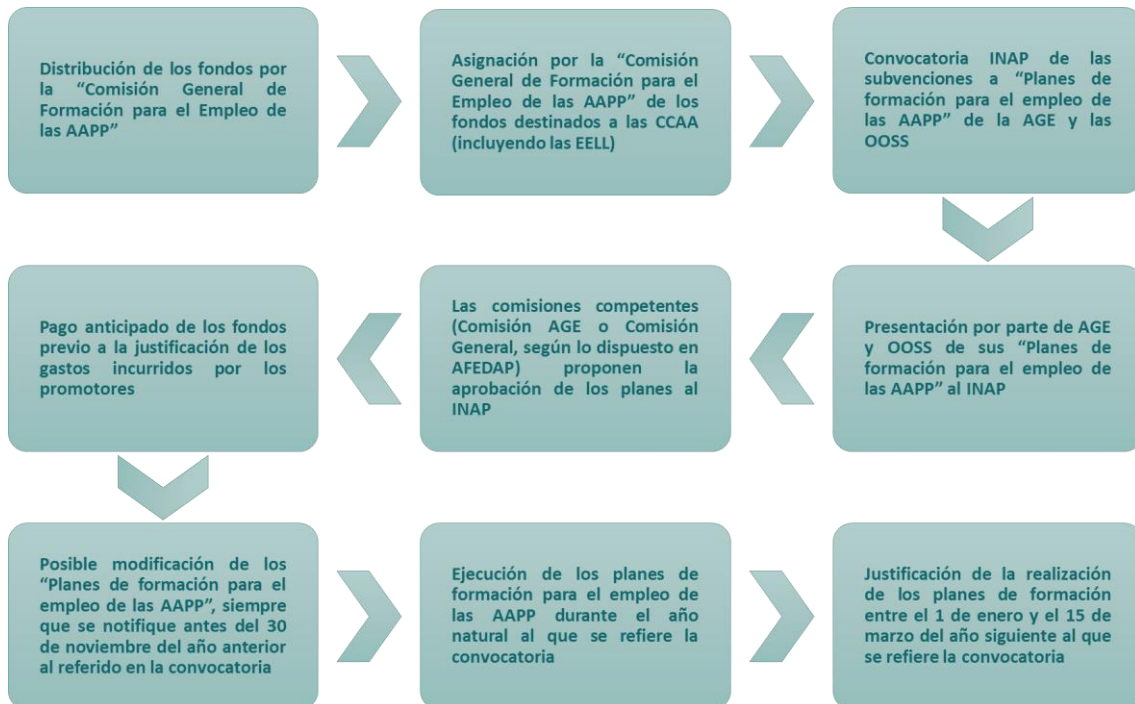 Distribución de los fondos por
la “Comisión General de
Formación para el Empleo de
las AAPP”
Asignación por la “Comisión
General de Formación para el
Empleo de las AAPP” de los
fondos destinados a las CCAA
(incluyendo las EELL)
Convocatoria INAP de las
subvenciones a “Planes de
formación para el empleo de
las AAPP” de la AGE y las
OOSS
Presentación por parte de AGE
y OOSS de sus “Planes de
formación para el empleo de
las AAPP” al INAP
Las comisiones competentes
(Comisión AGE o Comisión
General, según lo dispuesto en
AFEDAP) proponen la
aprobación de los planes al
INAP
Pago anticipado de los fondos
previo a la justificación de los
gastos incurridos por los
promotores
Posible modificación de los
“Planes de formación para el
empleo de las AAPP”, siempre
que se notifique antes del 30
de noviembre del año anterior
al referido en la convocatoria
Ejecución de los planes de
formación para el empleo de
las AAPP durante el año
natural al que se refiere la
convocatoria
Justificación de la realización
de los planes de formación
entre el 1 de enero y el 15 de
marzo del año siguiente al que
se refiere la convocatoria